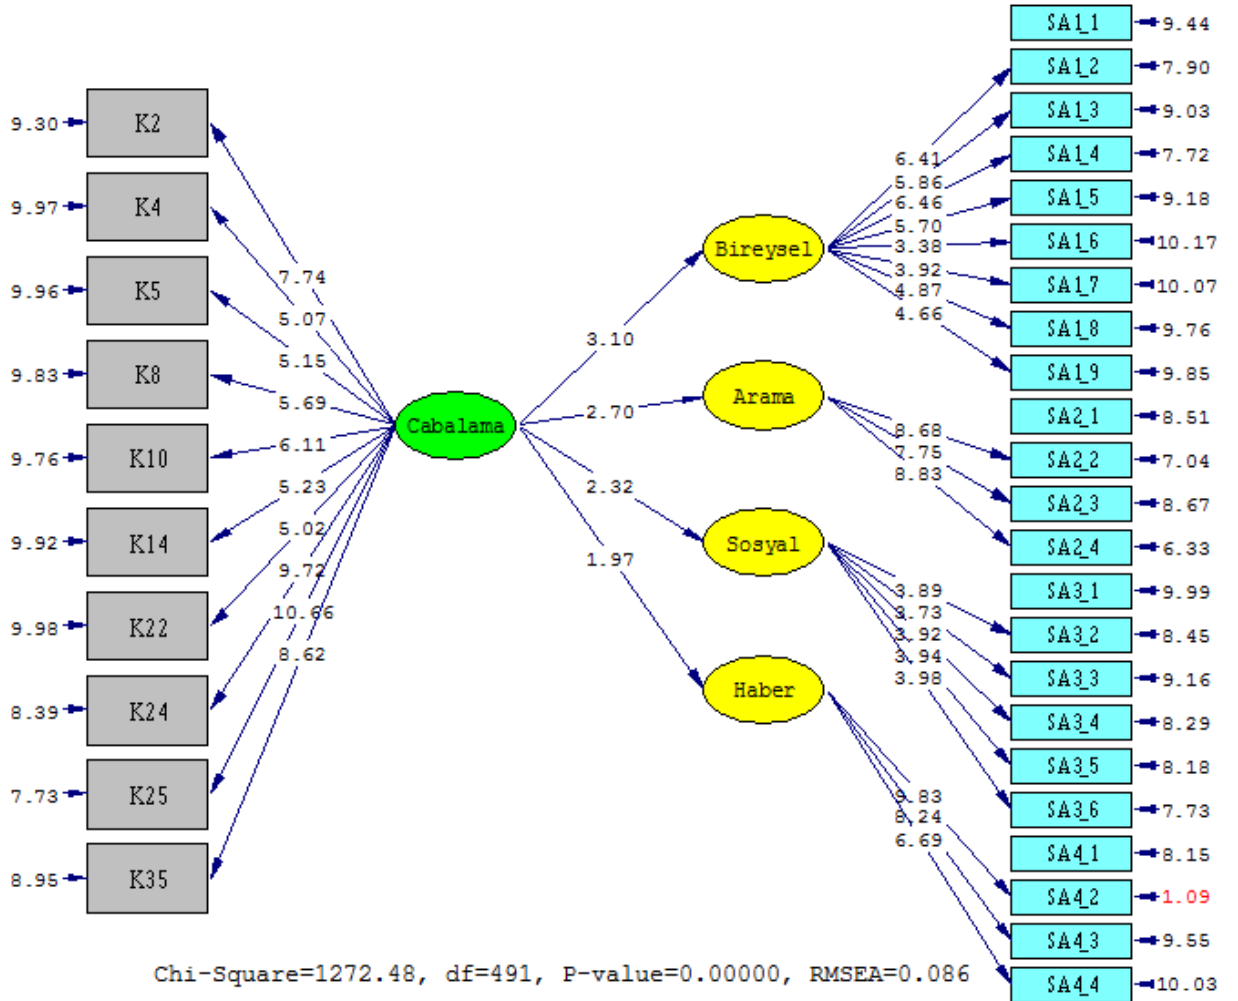 SA1_1 9.44
SA1_2 7.90
9.30 K2
SA1_3 9.03
6.41
SA1_4 7.72
5.86
9.97 K4
6.46
SA1_5 9.18
5.70
Bireysel
3.38
SA1_6 10.17
3.92
7.74
SA1_7 10.07
9.96 K5
4.87
4.66
5.07
SA1_8 9.76
3.10
5.15
9.83 K8
SA1_9 9.85
5.69
Arama
2.70
SA2_1 8.51
Cabalama
8.68
6.11
7.75
9.76 K10
SA2_2 7.04
8.83
5.23
2.32
SA2_3 8.67
5.02
9.92 K14
Sosyal
SA2_4 6.33
9.72
1.97
3.89
SA3_1 9.99
10.66
3.73
9.98 K22
3.92
SA3_2 8.45
8.62
3.94
3.98
SA3_3 9.16
Haber
8.39 K24
SA3_4 8.29
SA3_5 8.18
7.73 K25
9.83
SA3_6 7.73
8.24
6.69
SA4_1 8.15
8.95 K35
SA4_2 1.09
SA4_3 9.55
Chi-Square=1272.48, df=491, P-value=0.00000, RMSEA=0.086
SA4_4 10.03